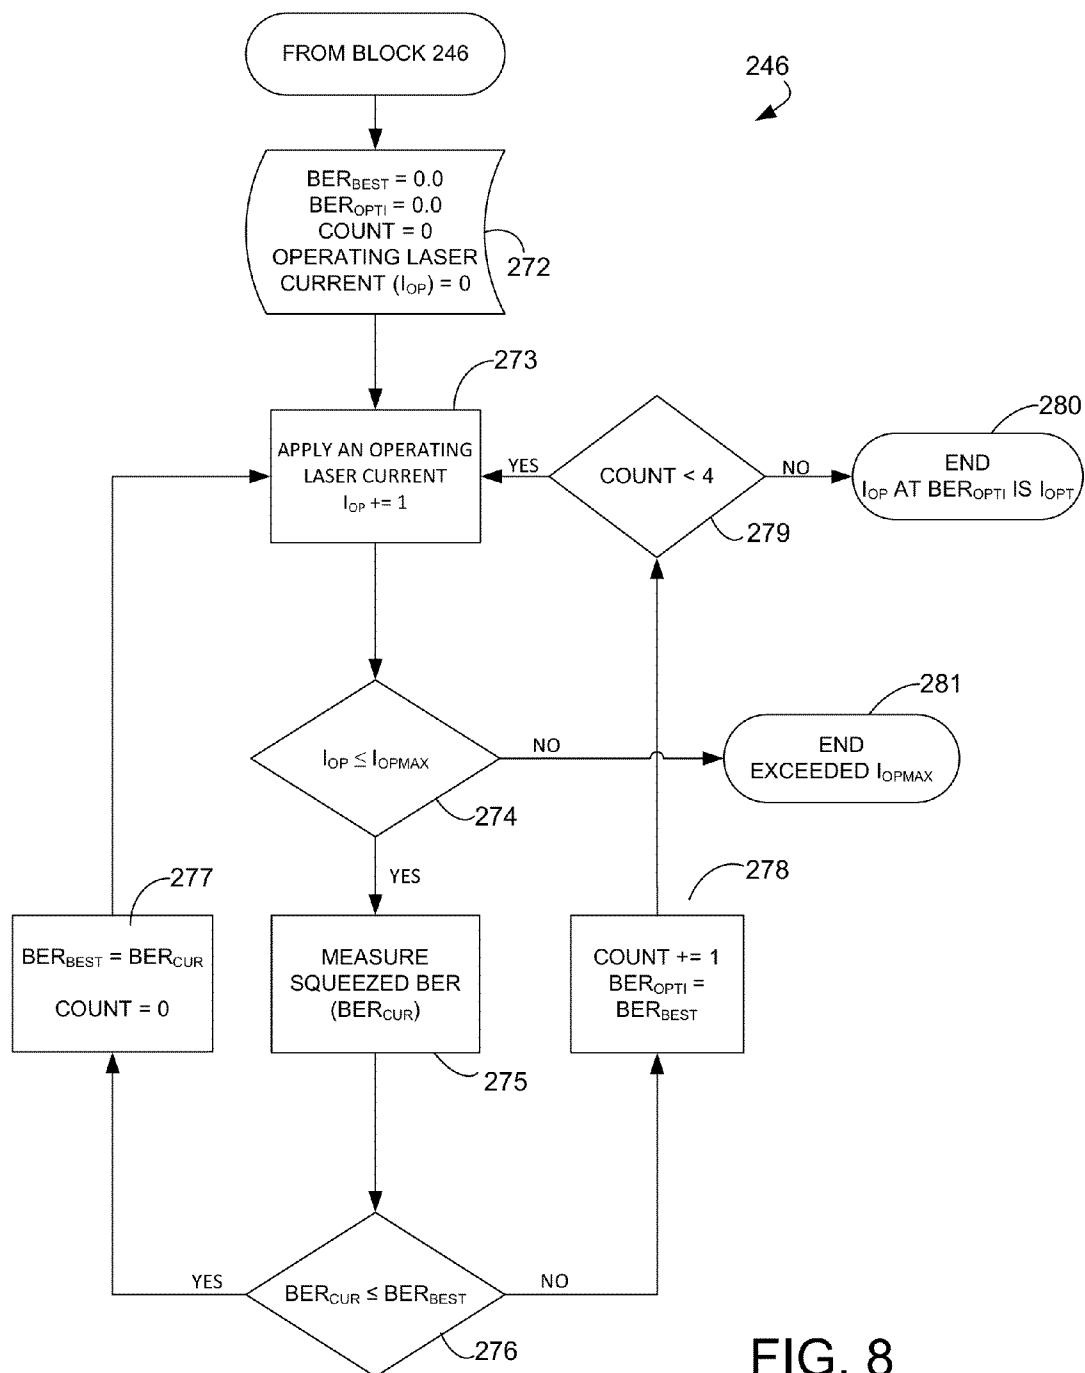 FROM BLOCK 246
246
BER_BEST = 0.0
BER_OPTI = 0.0
COUNT = 0
OPERATING LASER
CURRENT (I_OP) = 0
272
273
APPLY AN OPERATING
LASER CURRENT
I_OP += 1
YES
COUNT < 4
NO
279
280
END
I_OP AT BER_OPTI IS I_OPT
I_OP ≤ I_OPMAX
NO
274
YES
281
END
EXCEEDED I_OPMAX
277
BER_BEST = BER_CUR
COUNT = 0
MEASURE
SQUEEZED BER
(BER_CUR)
275
278
COUNT += 1
BER_OPTI =
BER_BEST
YES
BER_CUR ≤ BER_BEST
NO
276
FIG. 8